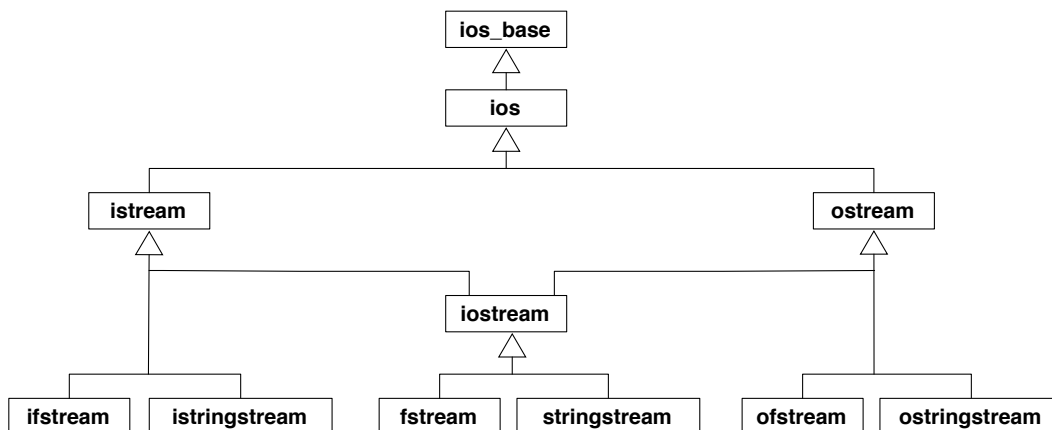 ios_base
ios
istream
ostream
iostream
ifstream
istringstream
fstream
stringstream
ofstream
ostringstream